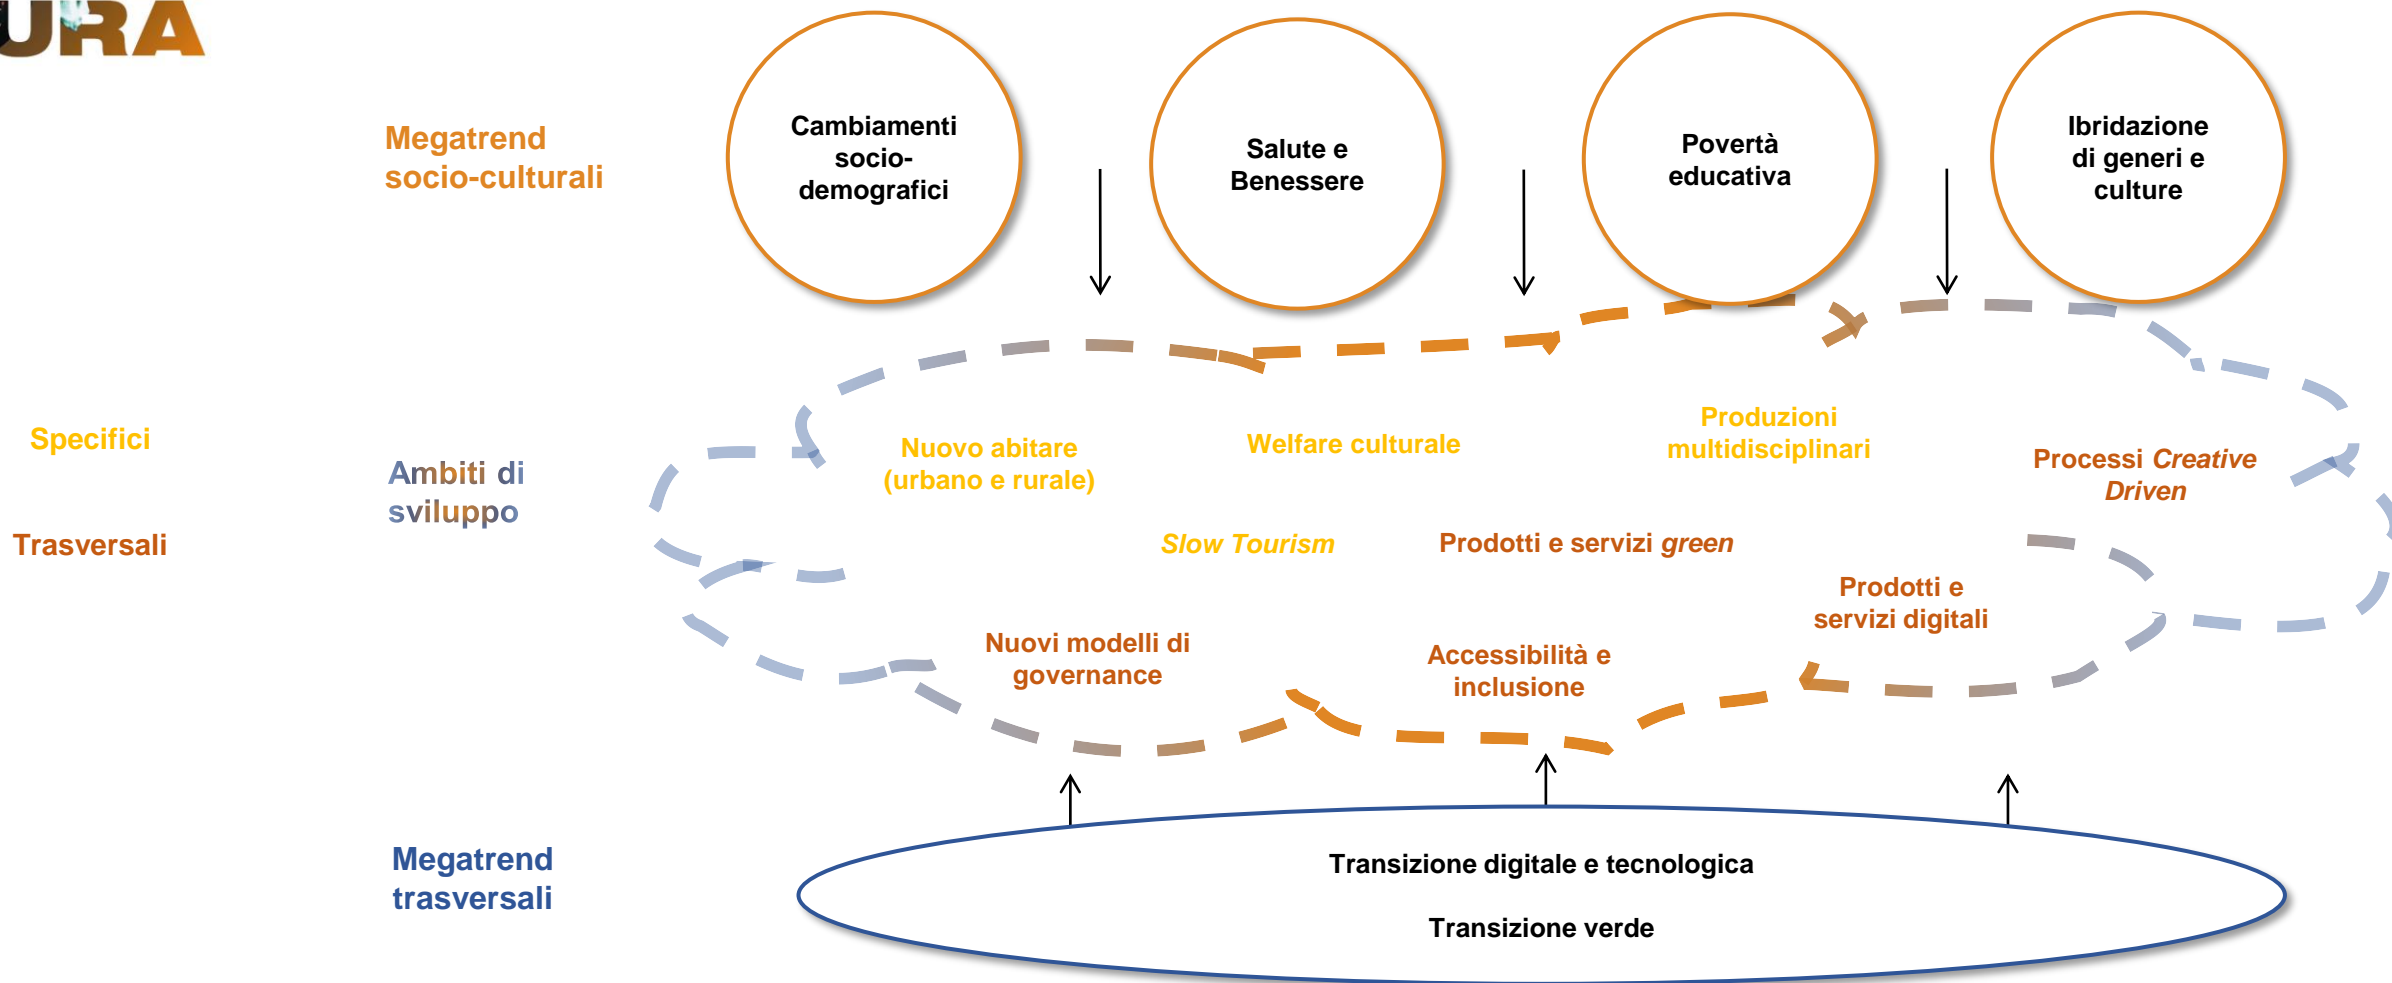 URA
Megatrend
socio-culturali
Cambiamenti
socio-
demografici
Salute e
Benessere
Povertà
educativa
Ibridazione
di generi e
culture
Specifici
Trasversali
Ambiti di
sviluppo
Nuovo abitare
(urbano e rurale)
Welfare culturale
Produzioni
multidisciplinari
Processi Creative
Driven
Slow Tourism
Prodotti e servizi green
Prodotti e
servizi digitali
Nuovi modelli di
governance
Accessibilità e
inclusione
Megatrend
trasversali
Transizione digitale e tecnologica
Transizione verde